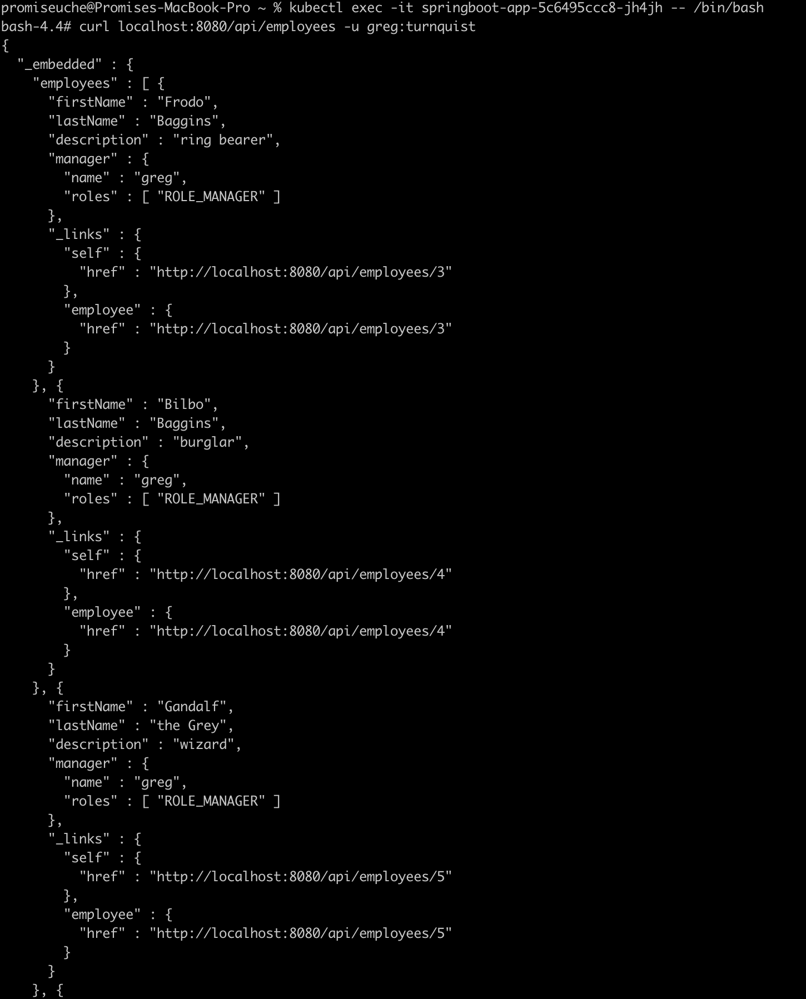 promiseuche@Promises-MacBook-Pro ~ % kubectl exec -it springboot-app-5c6495ccc8-jh4jh -- /bin/bash
bash-4.4# curl localhost:8080/api/employees -u greg:turnquist
{
  "_embedded" : {
    "employees" : [ {
      "firstName" : "Frodo",
      "lastName" : "Baggins",
      "description" : "ring bearer",
      "manager" : {
        "name" : "greg",
        "roles" : [ "ROLE_MANAGER" ]
      },
      "_links" : {
        "self" : {
          "href" : "http://localhost:8080/api/employees/3"
        },
        "employee" : {
          "href" : "http://localhost:8080/api/employees/3"
        }
      }
    }, {
      "firstName" : "Bilbo",
      "lastName" : "Baggins",
      "description" : "burglar",
      "manager" : {
        "name" : "greg",
        "roles" : [ "ROLE_MANAGER" ]
      },
      "_links" : {
        "self" : {
          "href" : "http://localhost:8080/api/employees/4"
        },
        "employee" : {
          "href" : "http://localhost:8080/api/employees/4"
        }
      }
    }, {
      "firstName" : "Gandalf",
      "lastName" : "the Grey",
      "description" : "wizard",
      "manager" : {
        "name" : "greg",
        "roles" : [ "ROLE_MANAGER" ]
      },
      "_links" : {
        "self" : {
          "href" : "http://localhost:8080/api/employees/5"
        },
        "employee" : {
          "href" : "http://localhost:8080/api/employees/5"
        }
      }
    }, {